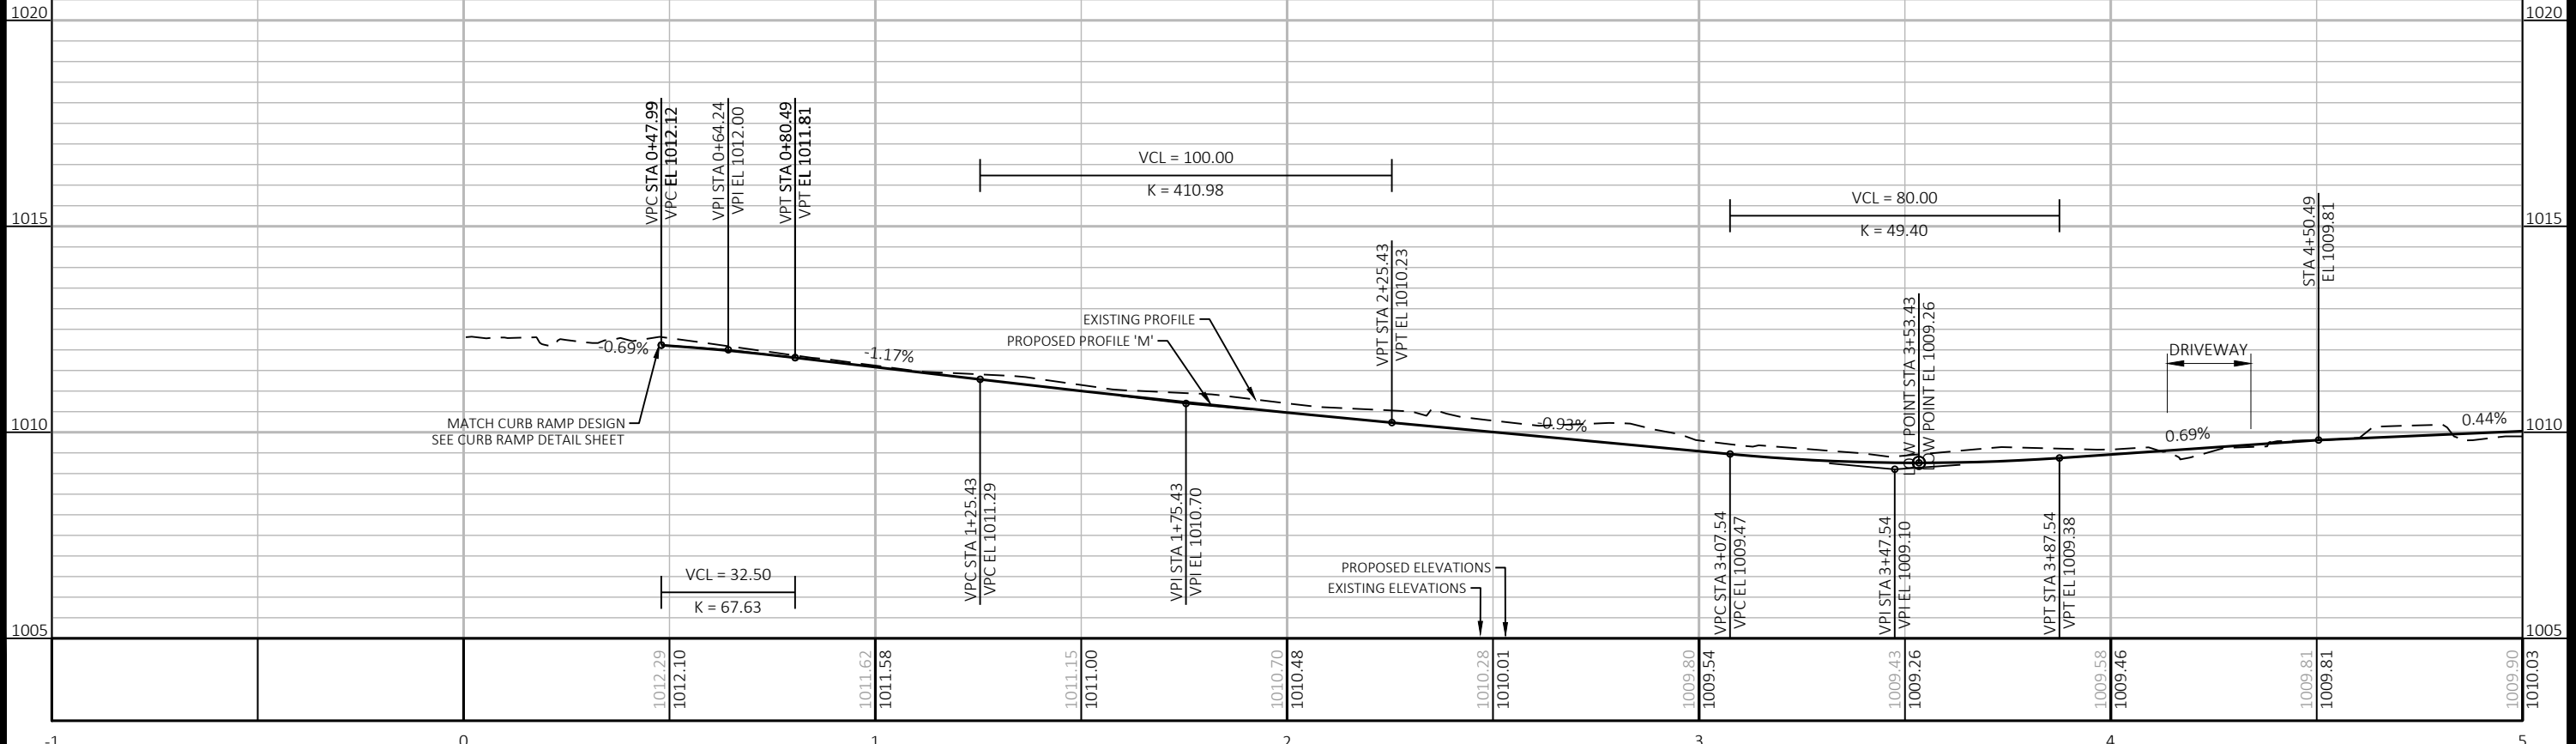 1020
1020
VPC STA 0+47.99
VPC EL 1012.12
VPI STA 0+64.24
VPI EL 1012.00
VPT STA 0+80.49
VPT EL 1011.81
VCL = 100.00
K = 410.98
VCL = 80.00
K = 49.40
1015
1015
STA 4+50.49
EL 1009.81
VPT STA 2+25.43
VPT EL 1010.23
LOW POINT STA 3+53.43
LOW POINT EL 1009.26
EXISTING PROFILE
PROPOSED PROFILE 'M'
-0.69%
-1.17%
DRIVEWAY
MATCH CURB RAMP DESIGN
SEE CURB RAMP DETAIL SHEET
-0.93%
0.69%
0.44%
1010
1010
VPC STA 1+25.43
VPC EL 1011.29
VPI STA 1+75.43
VPI EL 1010.70
VPC STA 3+07.54
VPC EL 1009.47
VPI STA 3+47.54
VPI EL 1009.10
VPT STA 3+87.54
VPT EL 1009.38
VCL = 32.50
K = 67.63
PROPOSED ELEVATIONS
EXISTING ELEVATIONS
1005
1005
1012.29
1012.10
1011.62
1011.58
1011.15
1011.00
1010.70
1010.48
1010.28
1010.01
1009.80
1009.54
1009.43
1009.26
1009.58
1009.46
1009.81
1009.81
1009.90
1010.03
-1
0
1
2
3
4
5